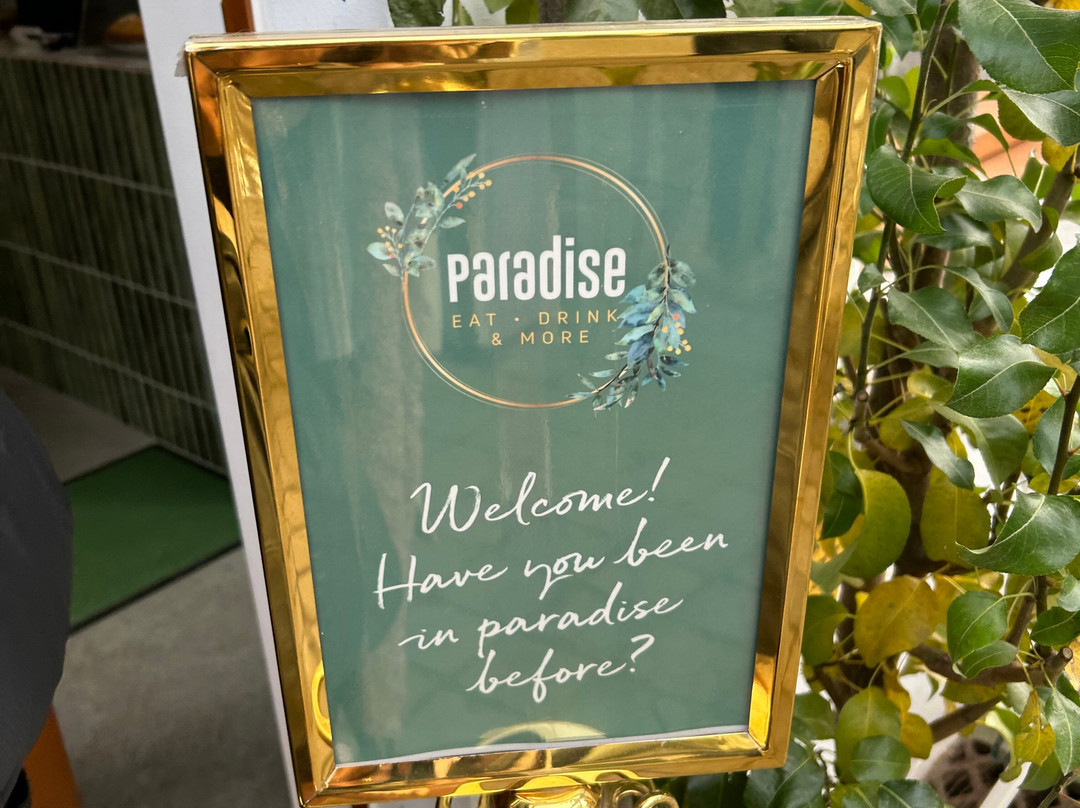 Paradise
EAT · DRINK
& MORE
Welcome!
Have you been
in paradise
before?